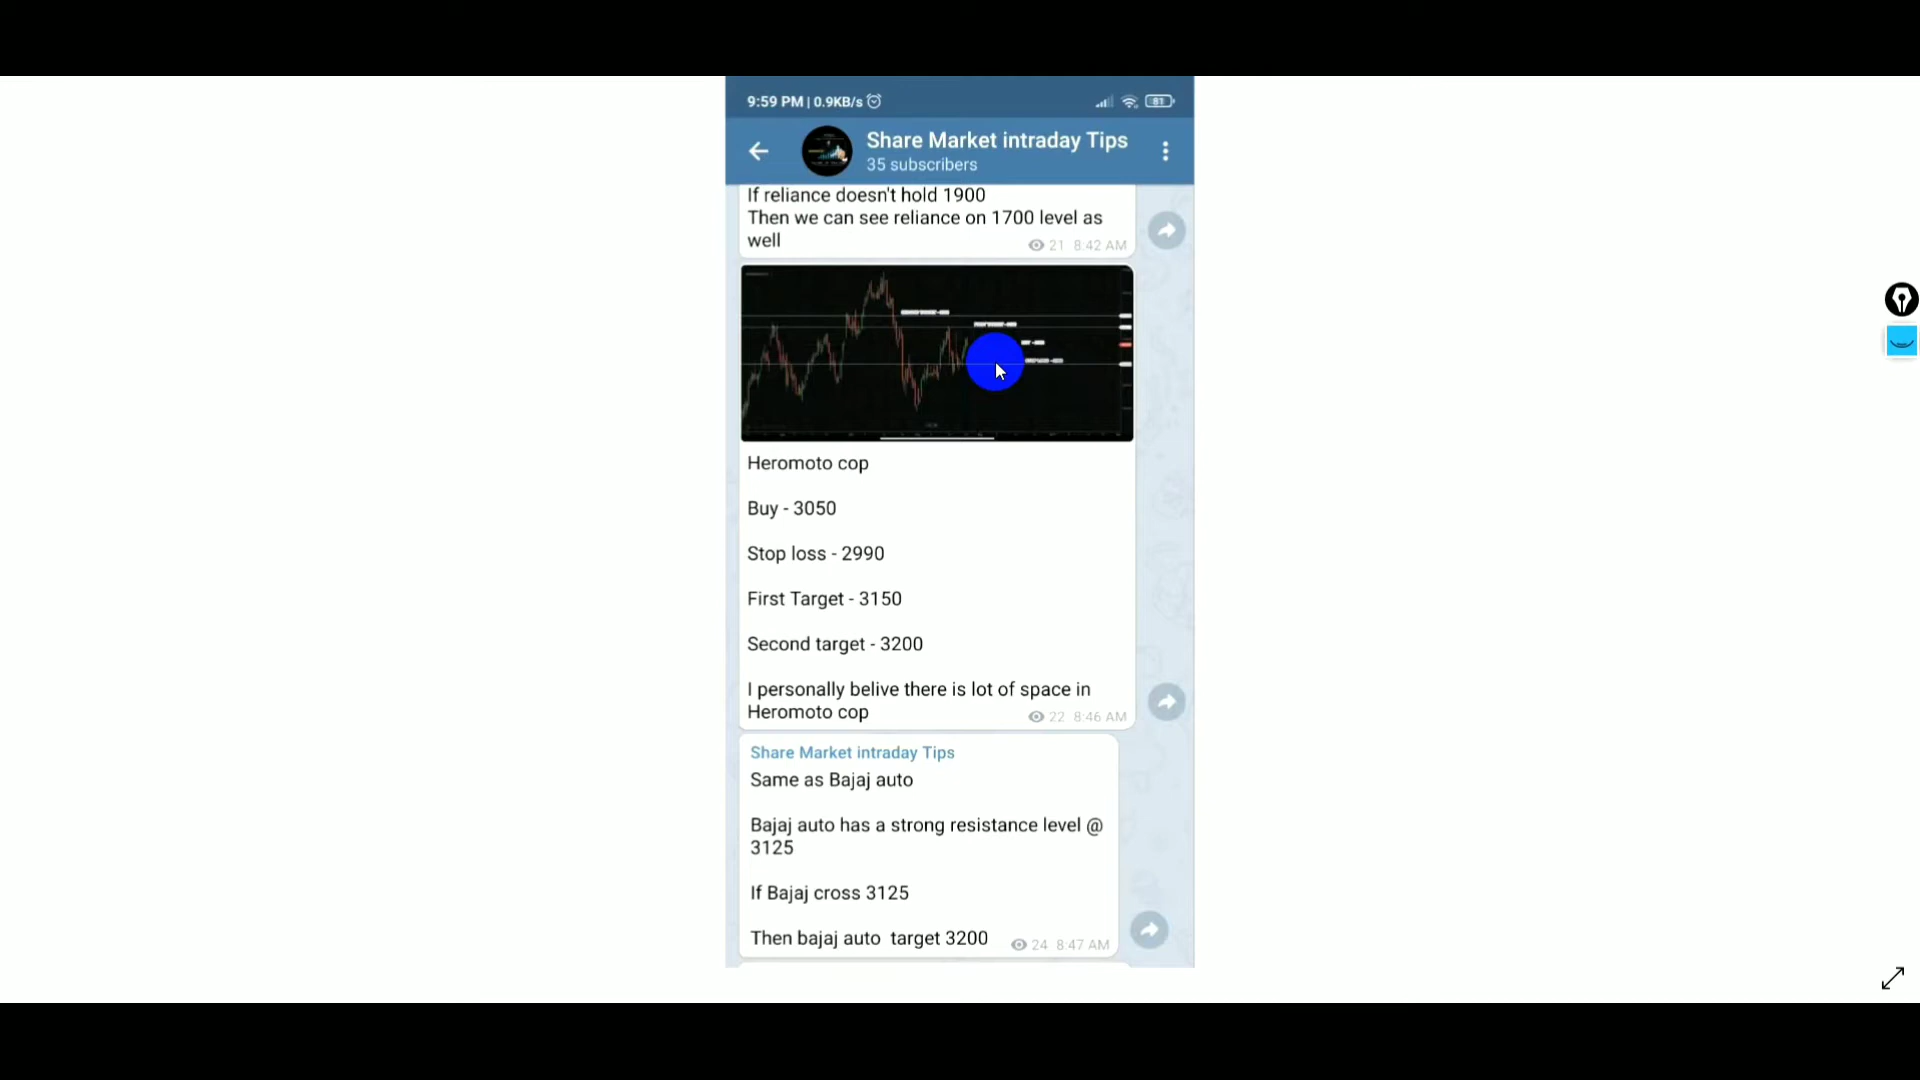 9:59 PM | 0.9KB/s
81
Share Market intraday Tips
35 subscribers
If reliance doesn't hold 1900
Then we can see reliance on 1700 level as
well
21 8:42 AM
Heromoto cop
Buy - 3050
Stop loss - 2990
First Target - 3150
Second target - 3200
I personally belive there is lot of space in
Heromoto cop
22 8:46 AM
Share Market intraday Tips
Same as Bajaj auto
Bajaj auto has a strong resistance level @
3125
If Bajaj cross 3125
Then bajaj auto target 3200
24 8:47 AM